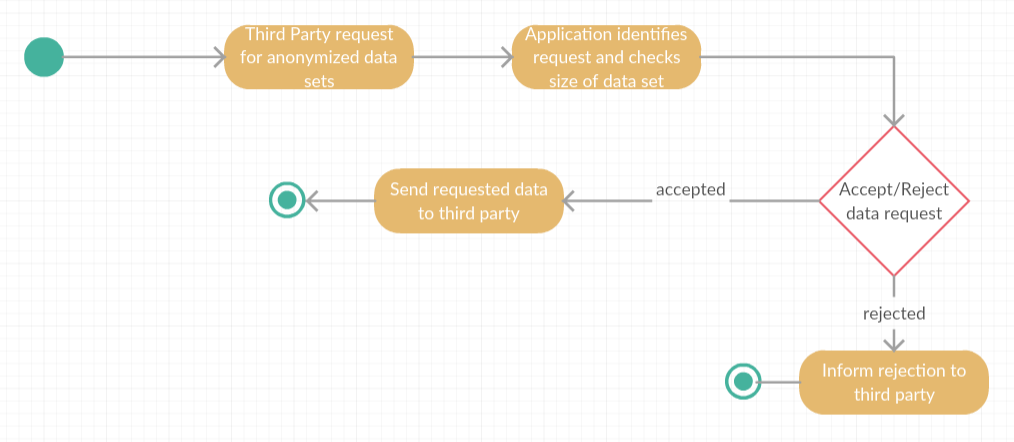 Third Party request
for anonymized data
sets
Application identifies
request and checks
size of data set
Accept/Reject
data request
accepted
Send requested data
to third party
rejected
Inform rejection to
third party